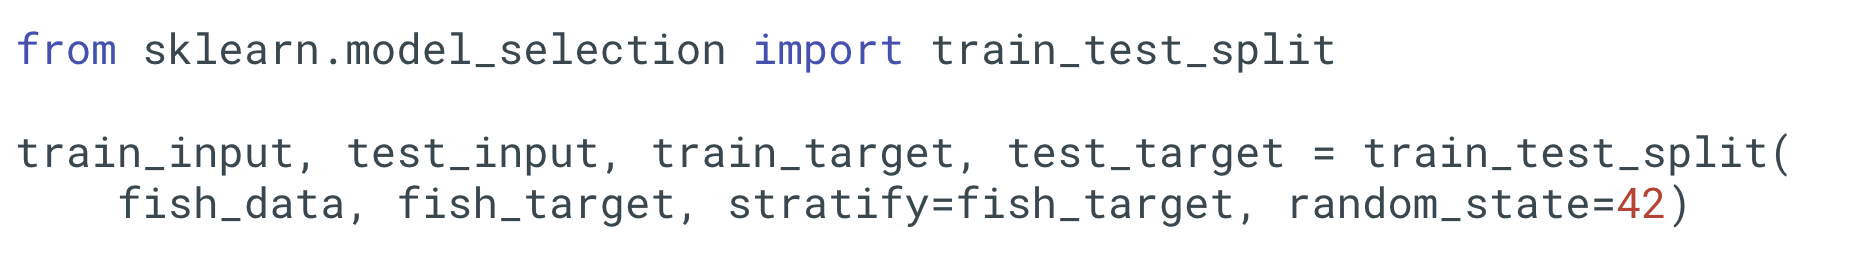 from sklearn.model_selection import train_test_split
train_input, test_input, train_target, test_target = train_test_split(
    fish_data, fish_target, stratify=fish_target, random_state=42)